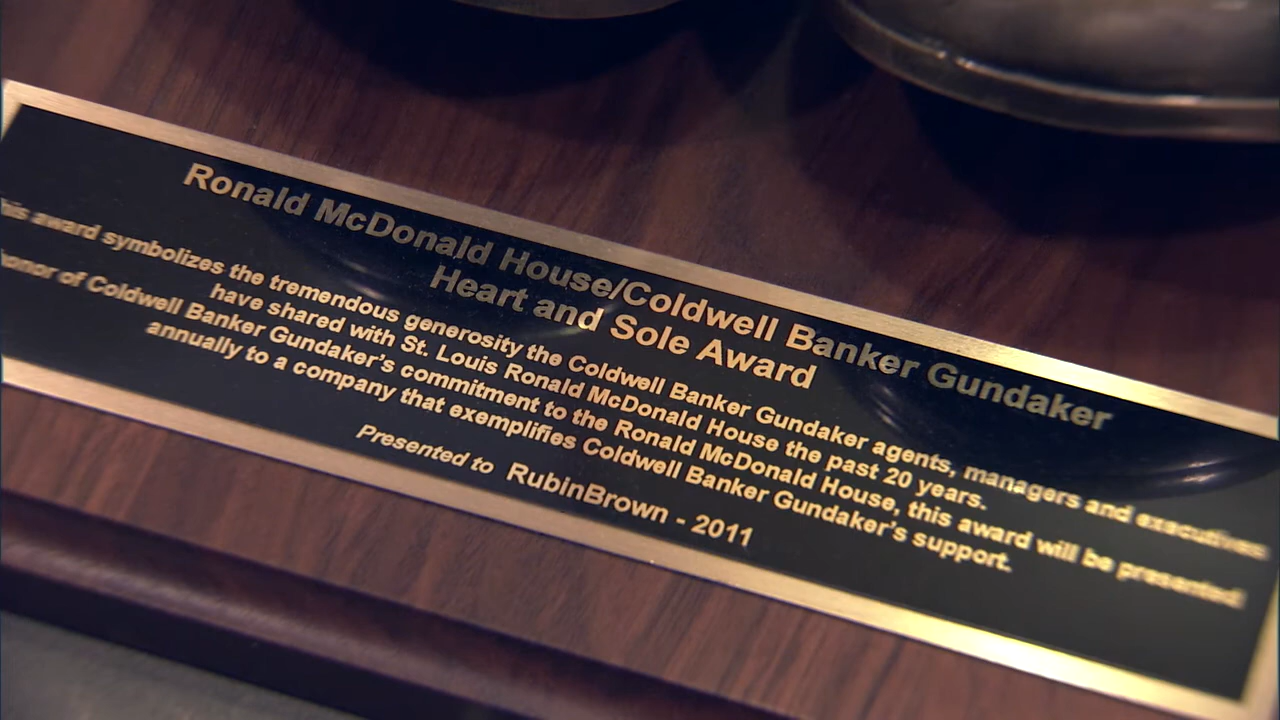 Ronald McDonald House/Coldwell Banker Gundaker
Heart and Sole Award
his award symbolizes the tremendous generosity the Coldwell Banker Gundaker agents, managers and executives
have shared with St. Louis Ronald McDonald House the past 20 years.
honor of Coldwell Banker Gundaker's commitment to the Ronald McDonald House, this award will be presented
annually to a company that exemplifies Coldwell Banker Gundaker's support.
Presented to RubinBrown - 2011